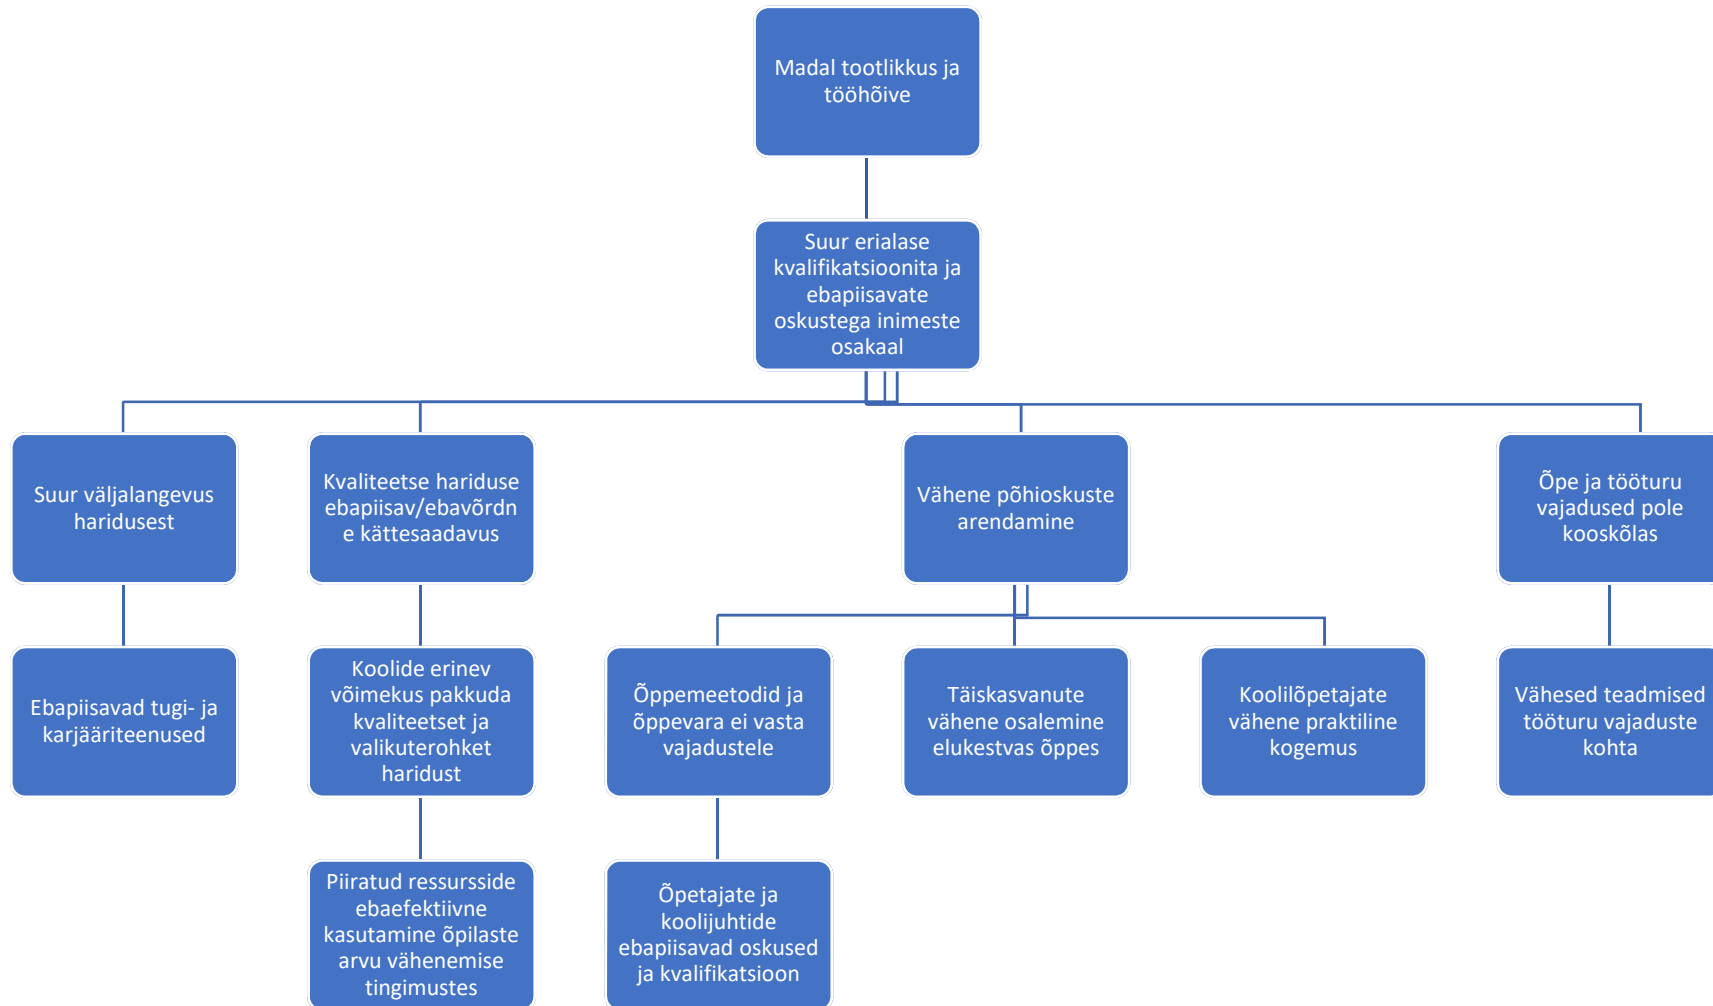 Madal tootlikkus ja
tööhõive
Suur erialase
kvalifikatsioonita ja
ebapiisavate
oskustega inimeste
osakaal
Suur väljalangevus
haridusest
Kvaliteetse hariduse
ebapiisav/ebavõrdn
e kättesaadavus
Vähene põhioskuste
arendamine
Õpe ja tööturu
vajadused pole
kooskõlas
Ebapiisavad tugi- ja
karjääriteenused
Koolide erinev
võimekus pakkuda
kvaliteetset ja
valikuterohket
haridust
Õppemeetodid ja
õppevara ei vasta
vajadustele
Täiskasvanute
vähene osalemine
elukestvas õppes
Koolilõpetajate
vähene praktiline
kogemus
Vähesed teadmised
tööturu vajaduste
kohta
Piiratud ressursside
ebaefektiivne
kasutamine õpilaste
arvu vähenemise
tingimustes
Õpetajate ja
koolijuhtide
ebapiisavad oskused
ja kvalifikatsioon